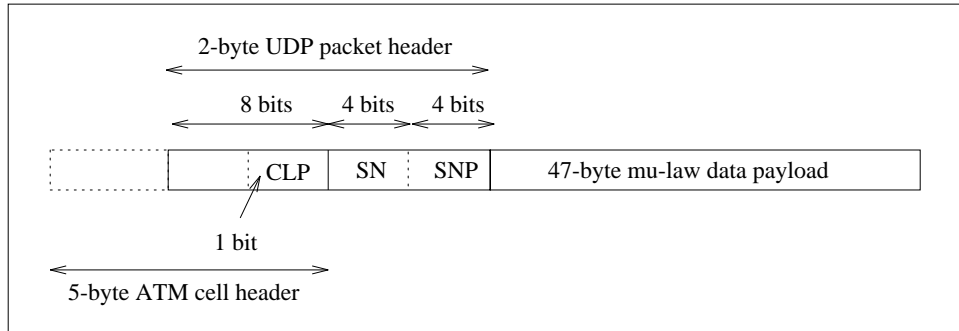 2-byte UDP packet header
8 bits 4 bits 4 bits
CLP SN SNP 47-byte mu-law data payload
1 bit
5-byte ATM cell header